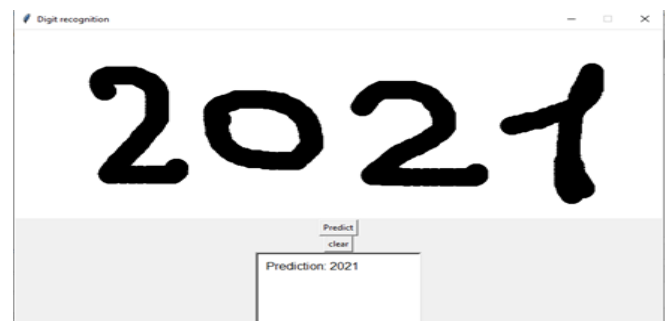 Digit recognition
2021
Predict
clear
Prediction: 2021